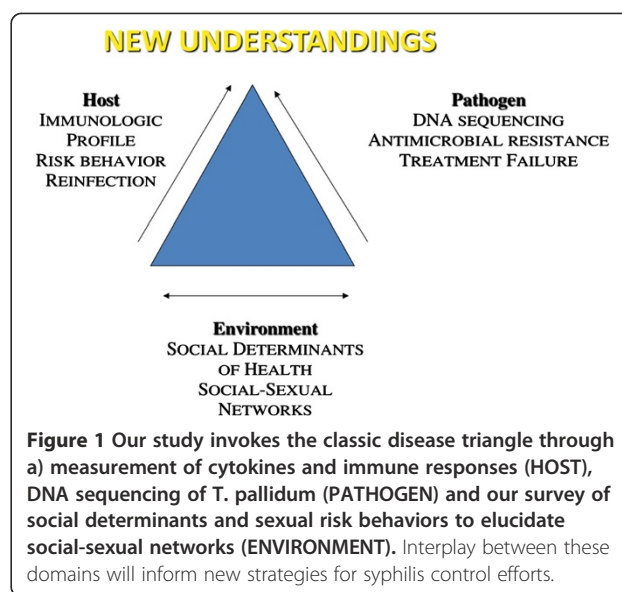 NEW UNDERSTANDINGS
Host
IMMUNOLOGIC
PROFILE
RISK BEHAVIOR
REINFECTION
Pathogen
DNA SEQUENCING
ANTIMICROBIAL RESISTANCE
TREATMENT FAILURE
Environment
SOCIAL DETERMINANTS
OF HEALTH
SOCIAL-SEXUAL
NETWORKS
Figure 1 Our study invokes the classic disease triangle through
a) measurement of cytokines and immune responses (HOST),
DNA sequencing of T. pallidum (PATHOGEN) and our survey of
social determinants and sexual risk behaviors to elucidate
social-sexual networks (ENVIRONMENT). Interplay between these
domains will inform new strategies for syphilis control efforts.